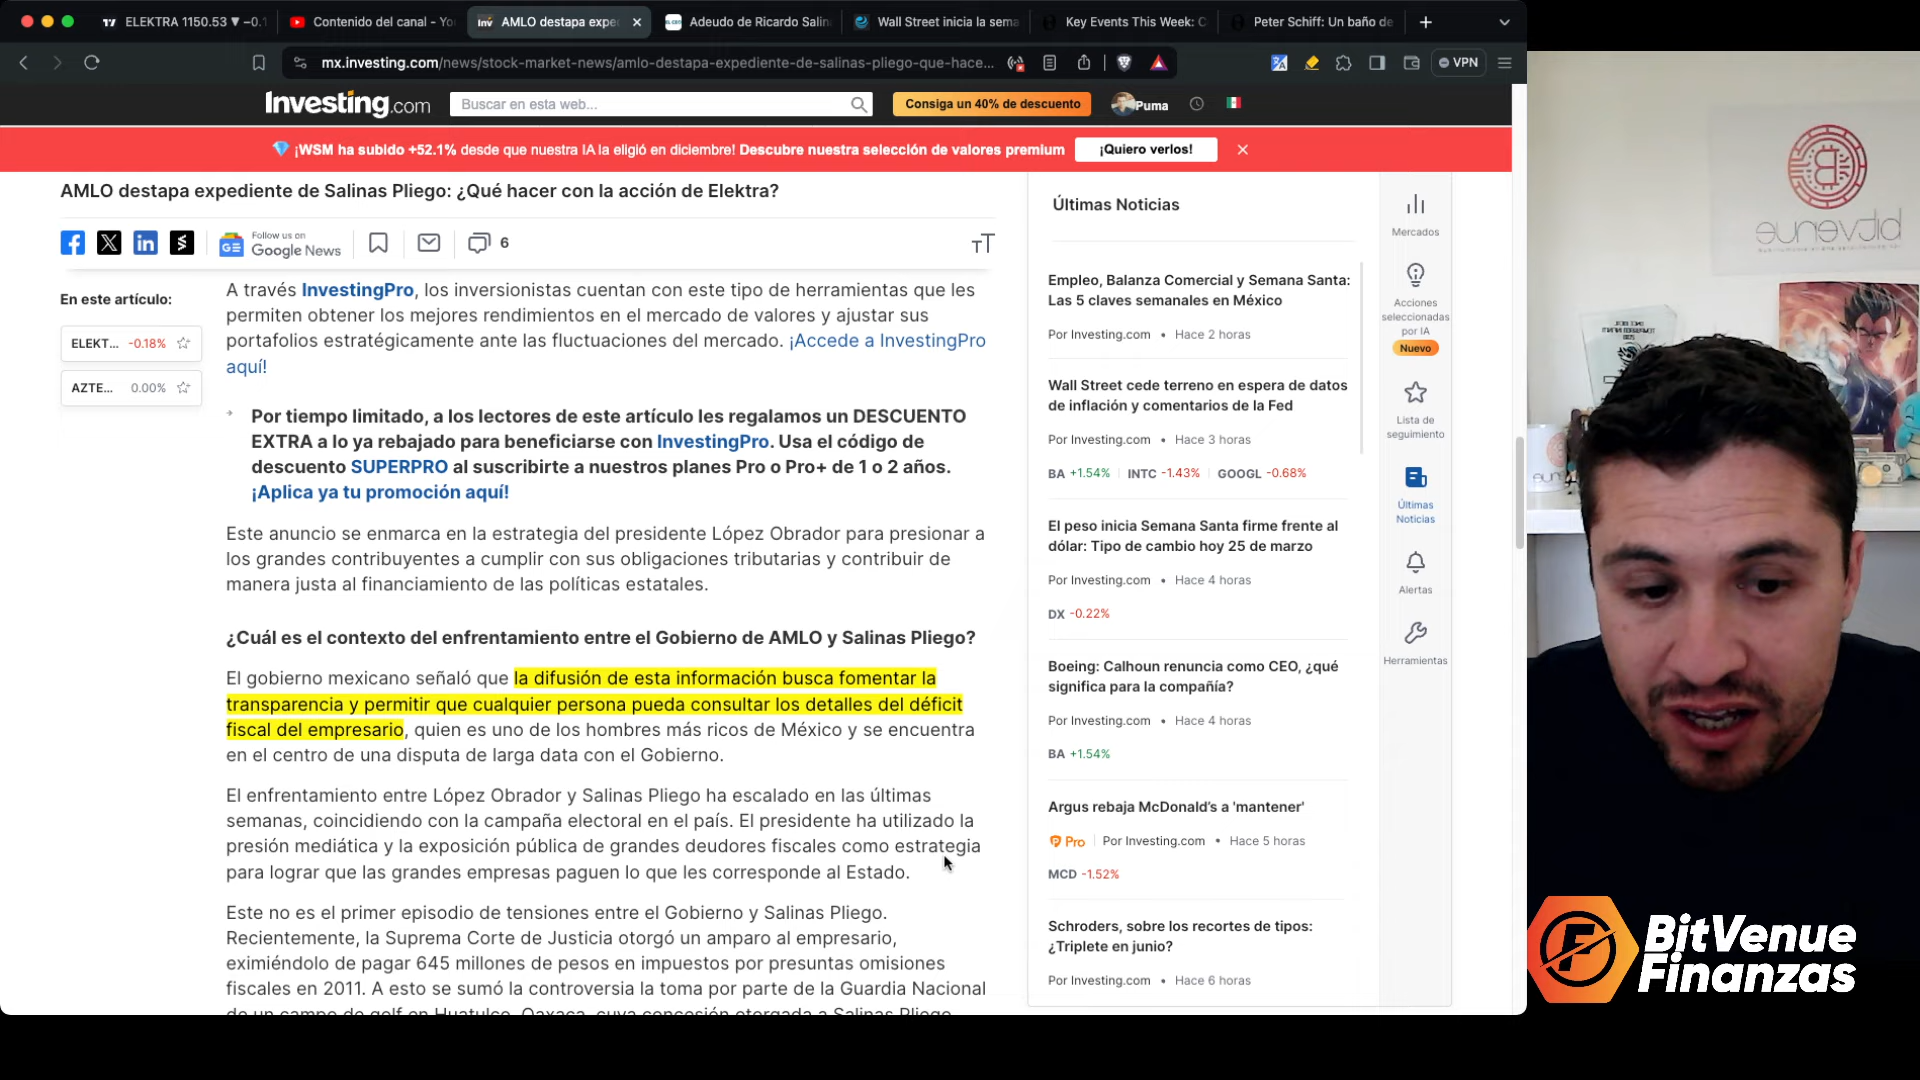 ELEKTRA 1150.53 ▼ −0.
Contenido del canal - Yo
AMLO destapa expe
Adeudo de Ricardo Salin
Wall Street inicia la sema
Key Events This Week: C
Peter Schiff: Un baño de
mx.investing.com/news/stock-market-news/amlo-destapa-expediente-de-salinas-pliego-que-hace...
VPN
Investing.com
Buscar en esta web...
Consiga un 40% de descuento
Puma
¡WSM ha subido +52.1% desde que nuestra IA la eligió en diciembre! Descubre nuestra selección de valores premium
¡Quiero verlos!
AMLO destapa expediente de Salinas Pliego: ¿Qué hacer con la acción de Elektra?
Follow us on
Google News
6
TT
En este artículo:
ELEKT... -0.18%
AZTE... 0.00%
A través InvestingPro, los inversionistas cuentan con este tipo de herramientas que les
permiten obtener los mejores rendimientos en el mercado de valores y ajustar sus
portafolios estratégicamente ante las fluctuaciones del mercado. ¡Accede a InvestingPro
aquí!
Por tiempo limitado, a los lectores de este artículo les regalamos un DESCUENTO
EXTRA a lo ya rebajado para beneficiarse con InvestingPro. Usa el código de
descuento SUPERPRO al suscribirte a nuestros planes Pro o Pro+ de 1 o 2 años.
¡Aplica ya tu promoción aquí!
Este anuncio se enmarca en la estrategia del presidente López Obrador para presionar a
los grandes contribuyentes a cumplir con sus obligaciones tributarias y contribuir de
manera justa al financiamiento de las políticas estatales.
¿Cuál es el contexto del enfrentamiento entre el Gobierno de AMLO y Salinas Pliego?
El gobierno mexicano señaló que la difusión de esta información busca fomentar la
transparencia y permitir que cualquier persona pueda consultar los detalles del déficit
fiscal del empresario, quien es uno de los hombres más ricos de México y se encuentra
en el centro de una disputa de larga data con el Gobierno.
El enfrentamiento entre López Obrador y Salinas Pliego ha escalado en las últimas
semanas, coincidiendo con la campaña electoral en el país. El presidente ha utilizado la
presión mediática y la exposición pública de grandes deudores fiscales como estrategia
para lograr que las grandes empresas paguen lo que les corresponde al Estado.
Este no es el primer episodio de tensiones entre el Gobierno y Salinas Pliego.
Recientemente, la Suprema Corte de Justicia otorgó un amparo al empresario,
eximiéndolo de pagar 645 millones de pesos en impuestos por presuntas omisiones
fiscales en 2011. A esto se sumó la controversia la toma por parte de la Guardia Nacional
de un campo de golf en Huatulco, Oaxaca, cuya concesión otorgada a Salinas Pliego
Últimas Noticias
Empleo, Balanza Comercial y Semana Santa:
Las 5 claves semanales en México
Por Investing.com • Hace 2 horas
Wall Street cede terreno en espera de datos
de inflación y comentarios de la Fed
Por Investing.com • Hace 3 horas
BA +1.54% INTC -1.43% GOOGL -0.68%
El peso inicia Semana Santa firme frente al
dólar: Tipo de cambio hoy 25 de marzo
Por Investing.com • Hace 4 horas
DX -0.22%
Boeing: Calhoun renuncia como CEO, ¿qué
significa para la compañía?
Por Investing.com • Hace 4 horas
BA +1.54%
Argus rebaja McDonald's a 'mantener'
Pro Por Investing.com • Hace 5 horas
MCD -1.52%
Schroders, sobre los recortes de tipos:
¿Triplete en junio?
Por Investing.com • Hace 6 horas
Mercados
Acciones
seleccionadas
por IA
Nuevo
Lista de
seguimiento
Últimas
Noticias
Alertas
Herramientas
bitvenue
BitVenue
Finanzas